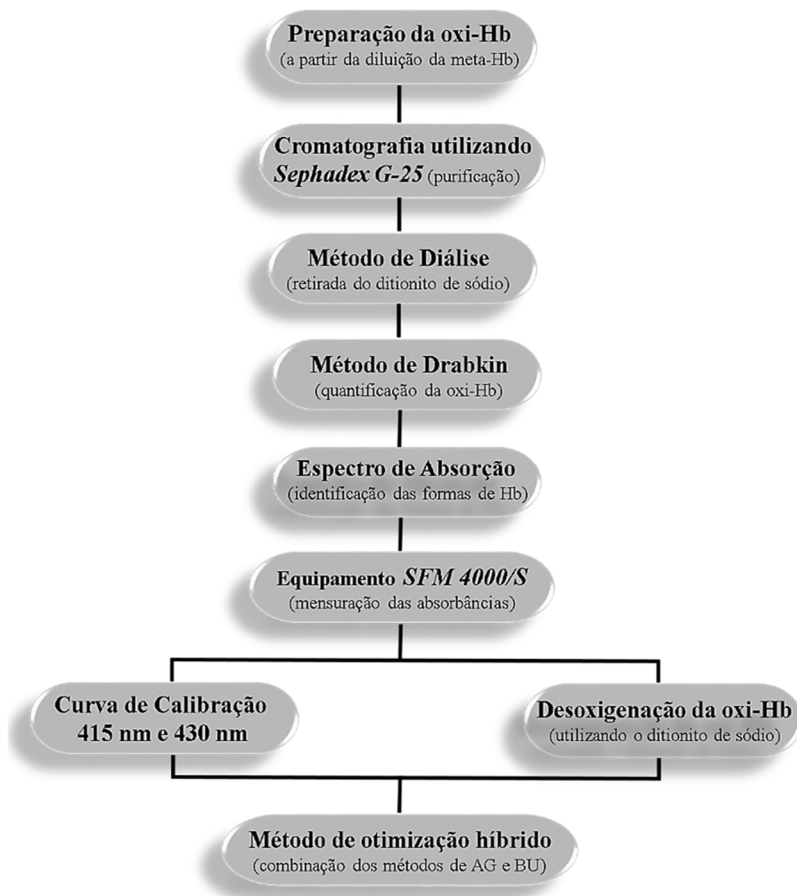 Preparação da oxi-Hb
(a partir da diluição da meta-Hb)
Cromatografia utilizando
Sephadex G-25 (purificação)
Método de Diálise
(retirada do ditionito de sódio)
Método de Drabkin
(quantificação da oxi-Hb)
Espectro de Absorção
(identificação das formas de Hb)
Equipamento SFM 4000/S
(mensuração das absorbâncias)
Curva de Calibração
415 nm e 430 nm
Desoxigenação da oxi-Hb
(utilizando o ditionito de sódio)
Método de otimização híbrido
(combinação dos métodos de AG e BU)